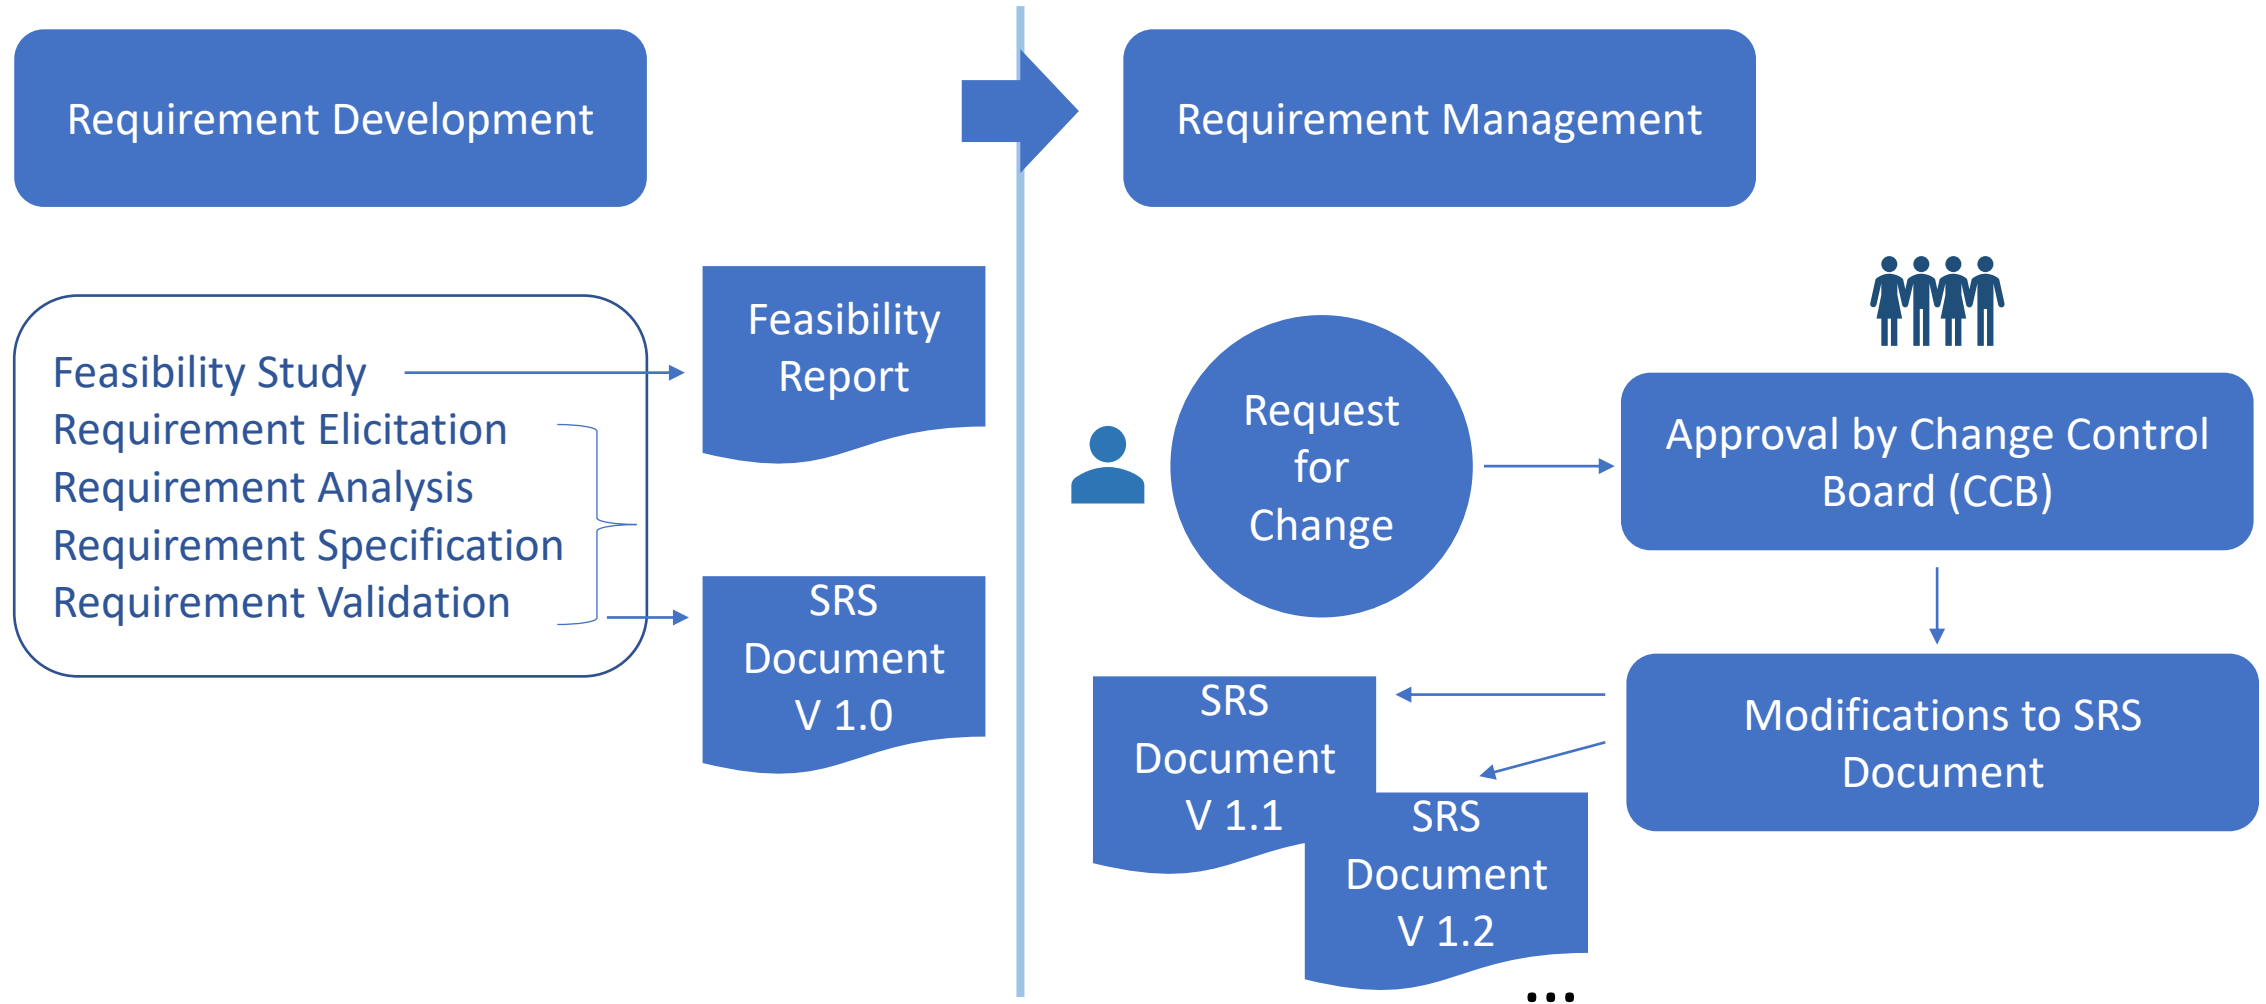 Requirement Development
Feasibility Study
Requirement Elicitation
Requirement Analysis
Requirement Specification
Requirement Validation
Feasibility
Report
SRS
Document
V 1.0
Requirement Management
Request
for
Change
Approval by Change Control
Board (CCB)
Modifications to SRS
Document
SRS
Document
V 1.1
SRS
Document
V 1.2
...